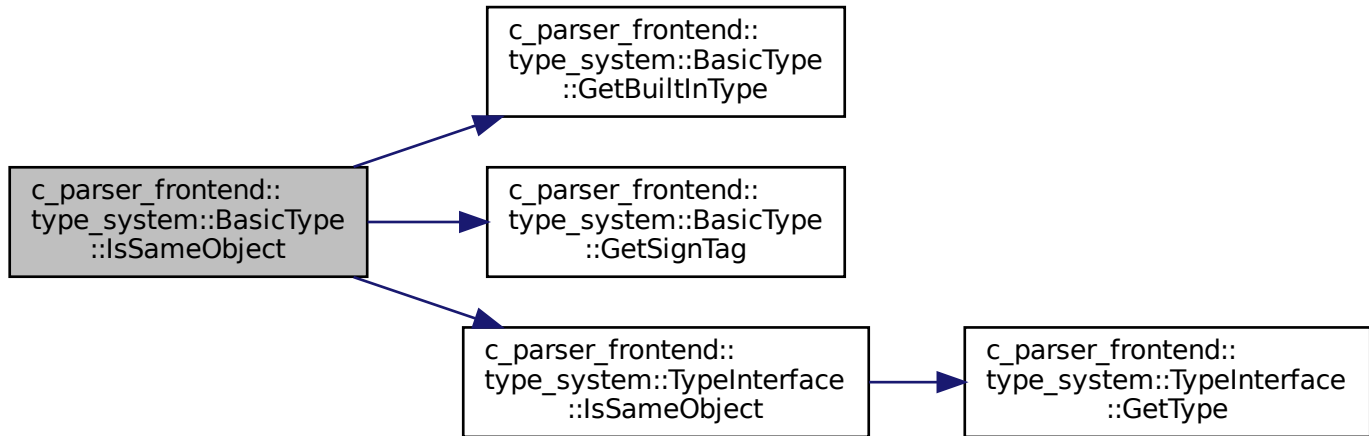 c_parser_frontend::
type_system::BasicType
::IsSameObject
c_parser_frontend::
type_system::BasicType
::GetBuiltInType
c_parser_frontend::
type_system::BasicType
::GetSignTag
c_parser_frontend::
type_system::TypeInterface
::IsSameObject
c_parser_frontend::
type_system::TypeInterface
::GetType